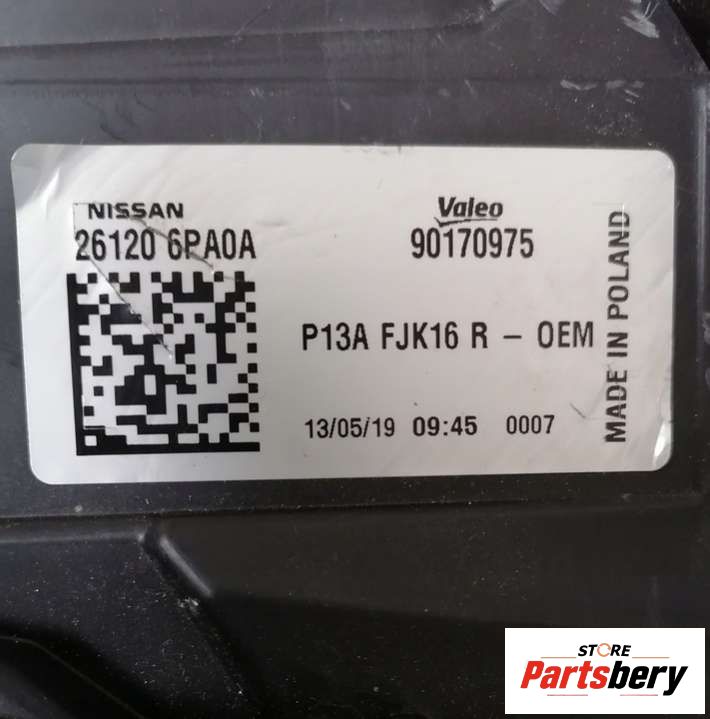 NISSAN
26120 6PA0A
Valeo
90170975
P13A FJK16 R – OEM
13/05/19 09:45 0007
MADE IN POLAND
STORE
Partsbery